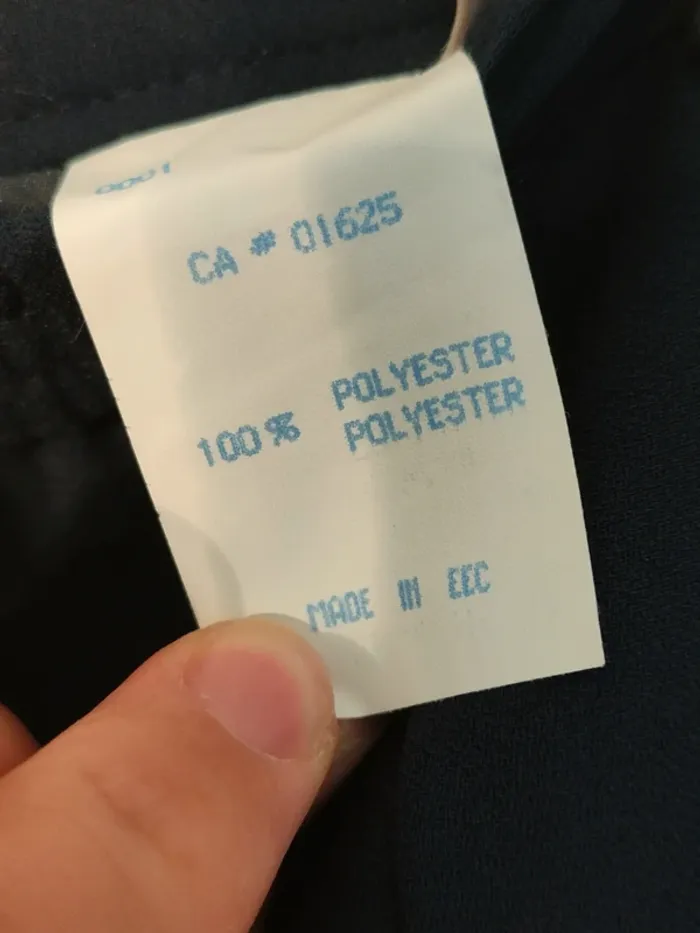 CA # 01625
100% POLYESTER
POLYESTER
MADE IN EEC